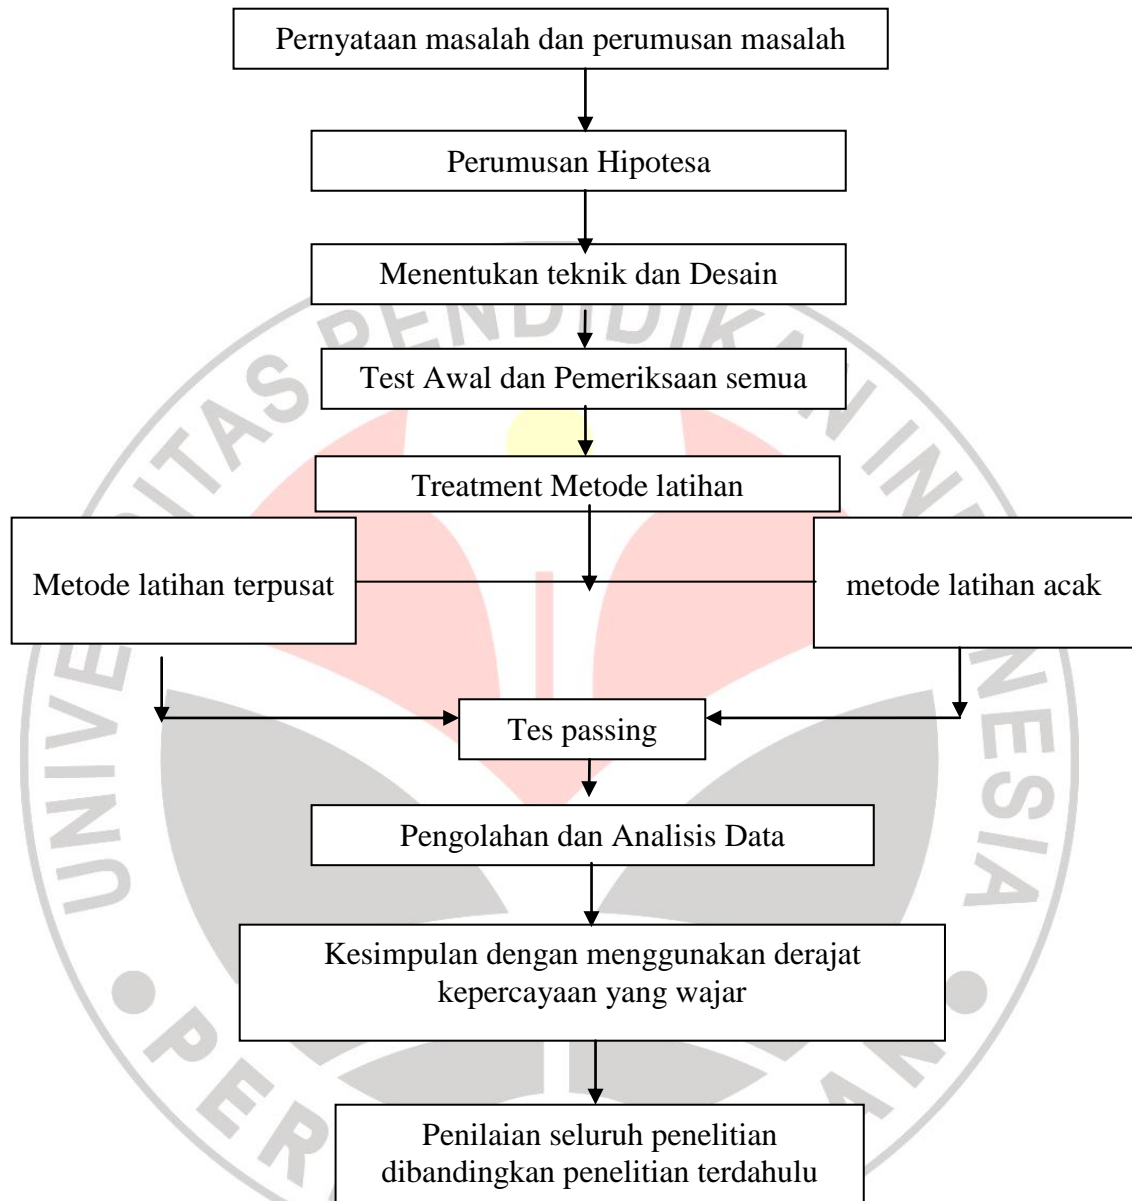 Pernyataan masalah dan perumusan masalah
Perumusan Hipotesa
Menentukan teknik dan Desain
Test Awal dan Pemeriksaan semua
Treatment Metode latihan
Metode latihan terpusat
metode latihan acak
Tes passing
Pengolahan dan Analisis Data
Kesimpulan dengan menggunakan derajat
kepercayaan yang wajar
Penilaian seluruh penelitian
dibandingkan penelitian terdahulu